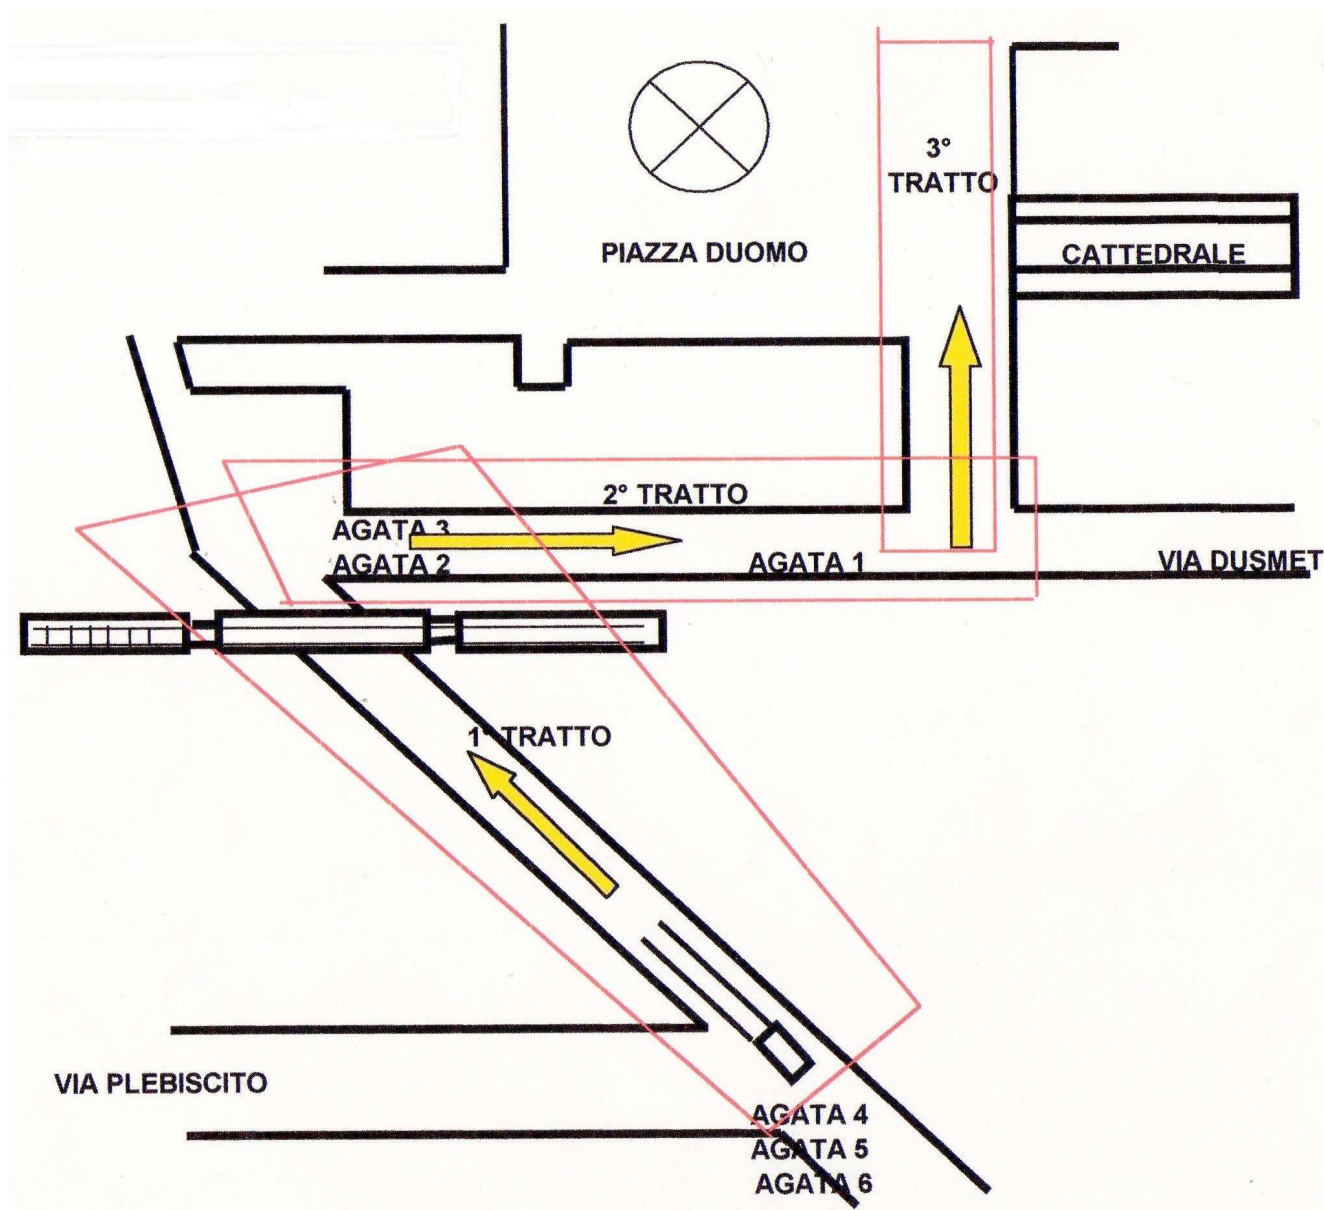 3°
TRATTO
PIAZZA DUOMO
CATTEDRALE
2° TRATTO
AGATA 3
AGATA 2
AGATA 1
VIA DUSMET
1° TRATTO
VIA PLEBISCITO
AGATA 4
AGATA 5
AGATA 6